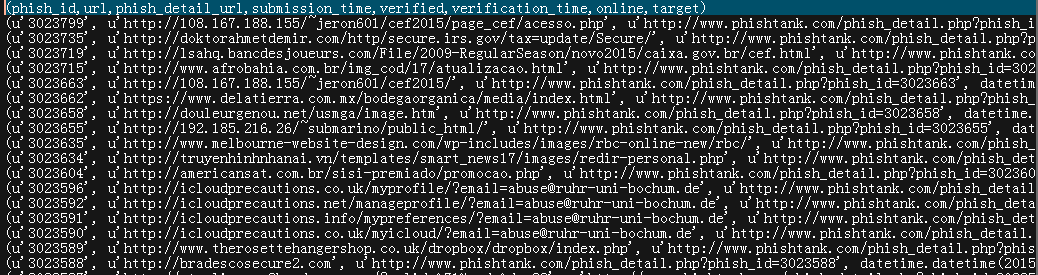 (phish_id,url,phish_detail_url,submission_time,verified,verification_time,online,target)
(u'3023799', u'http://108.167.188.155/~jeron601/cef2015/page_cef/acesso.php', u'http://www.phishtank.com/phish_detail.php?phish_i
(u'3023735', u'http://doktorahmetdemir.com/http/secure.irs.gov/tax=update/Secure/', u'http://www.phishtank.com/phish_detail.php?p
(u'3023719', u'http://lsahq.bancdesjoueurs.com/File/2009-RegularSeason/novo2015/caixa.gov.br/cef.html', u'http://www.phishtank.co
(u'3023715', u'http://www.afrobahia.com.br/img_cod/17/atualizacao.html', u'http://www.phishtank.com/phish_detail.php?phish_id=302
(u'3023663', u'http://108.167.188.155/~jeron601/cef2015/', u'http://www.phishtank.com/phish_detail.php?phish_id=3023663', datetim
(u'3023662', u'https://www.delatierra.com.mx/bodegaorganica/media/index.html', u'http://www.phishtank.com/phish_detail.php?phish_
(u'3023658', u'http://douleurgenou.net/usmga/image.htm', u'http://www.phishtank.com/phish_detail.php?phish_id=3023658', datetime.
(u'3023655', u'http://192.185.216.26/~submarino/public_html/', u'http://www.phishtank.com/phish_detail.php?phish_id=3023655', dat
(u'3023635', u'http://www.melbourne-website-design.com/wp-includes/images/rbc-online-new/rbc/', u'http://www.phishtank.com/phish_
(u'3023634', u'http://truyenhinhnhanai.vn/templates/smart_news17/images/redir-personal.php', u'http://www.phishtank.com/phish_det
(u'3023604', u'http://americansat.com.br/sisi-premiado/promocao.php', u'http://www.phishtank.com/phish_detail.php?phish_id=302360
(u'3023596', u'http://icloudprecautions.co.uk/myprofile/?email=abuse@ruhr-uni-bochum.de', u'http://www.phishtank.com/phish_detail
(u'3023592', u'http://icloudprecautions.net/manageprofile/?email=abuse@ruhr-uni-bochum.de', u'http://www.phishtank.com/phish_deta
(u'3023591', u'http://icloudprecautions.info/mypreferences/?email=abuse@ruhr-uni-bochum.de', u'http://www.phishtank.com/phish_det
(u'3023590', u'http://icloudprecautions.co.uk/myicloud/?email=abuse@ruhr-uni-bochum.de', u'http://www.phishtank.com/phish_detail.
(u'3023589', u'http://www.therosettehangershop.co.uk/dropbox/dropbox/index.php', u'http://www.phishtank.com/phish_detail.php?phis
(u'3023588', u'http://bradescosecure2.com', u'http://www.phishtank.com/phish_detail.php?phish_id=3023588', datetime.datetime(2015